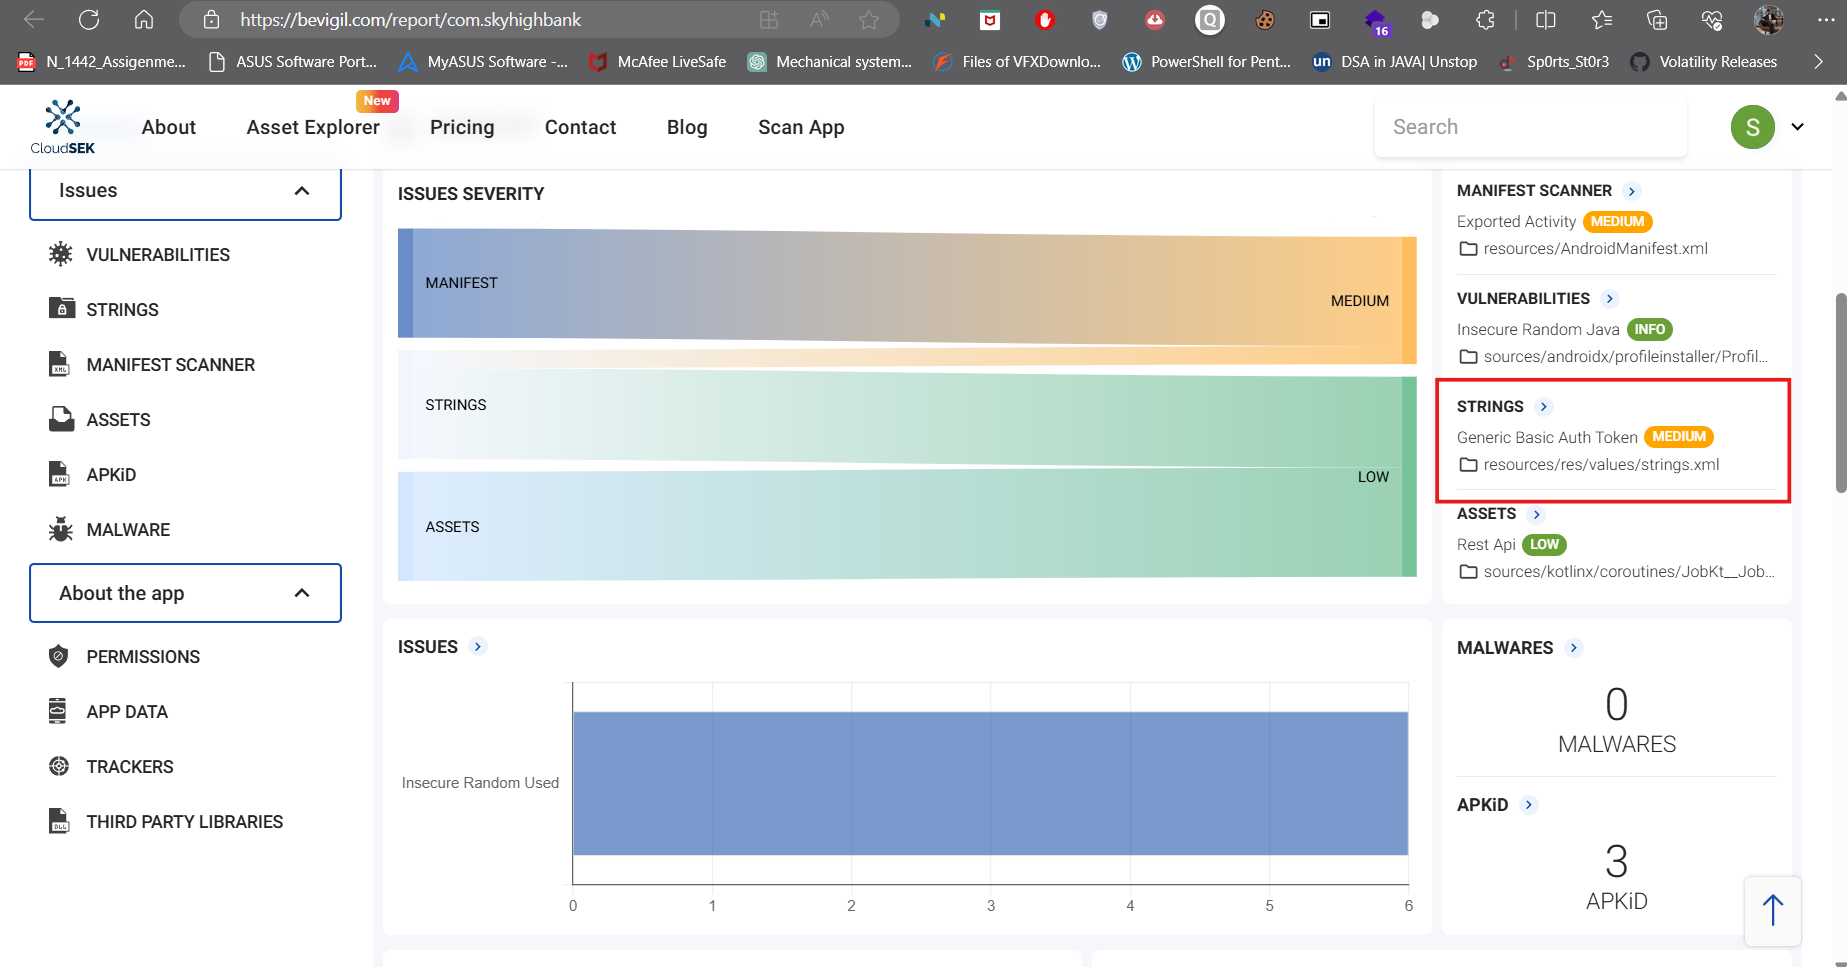 https://bevigil.com/report/com.skyhighbank
16
N_1442_Assigenme...
ASUS Software Port...
MyASUS Software -...
McAfee LiveSafe
Mechanical system...
Files of VFXDownlo...
PowerShell for Pent...
un DSA in JAVA| Unstop
Sp0rts_St0r3
Volatility Releases
CloudSEK
About
Asset Explorer
New
Pricing
Contact
Blog
Scan App
Search
S
Issues
VULNERABILITIES
STRINGS
MANIFEST SCANNER
ASSETS
APKiD
MALWARE
About the app
PERMISSIONS
APP DATA
TRACKERS
THIRD PARTY LIBRARIES
ISSUES SEVERITY
MANIFEST
MEDIUM
STRINGS
LOW
ASSETS
MANIFEST SCANNER
Exported Activity MEDIUM
resources/AndroidManifest.xml
VULNERABILITIES
Insecure Random Java INFO
sources/androidx/profileinstaller/Profil...
STRINGS
Generic Basic Auth Token MEDIUM
resources/res/values/strings.xml
ASSETS
Rest Api LOW
sources/kotlinx/coroutines/JobKt__Job...
ISSUES
Insecure Random Used
0 1 2 3 4 5 6
MALWARES
0
MALWARES
APKiD
3
APKiD